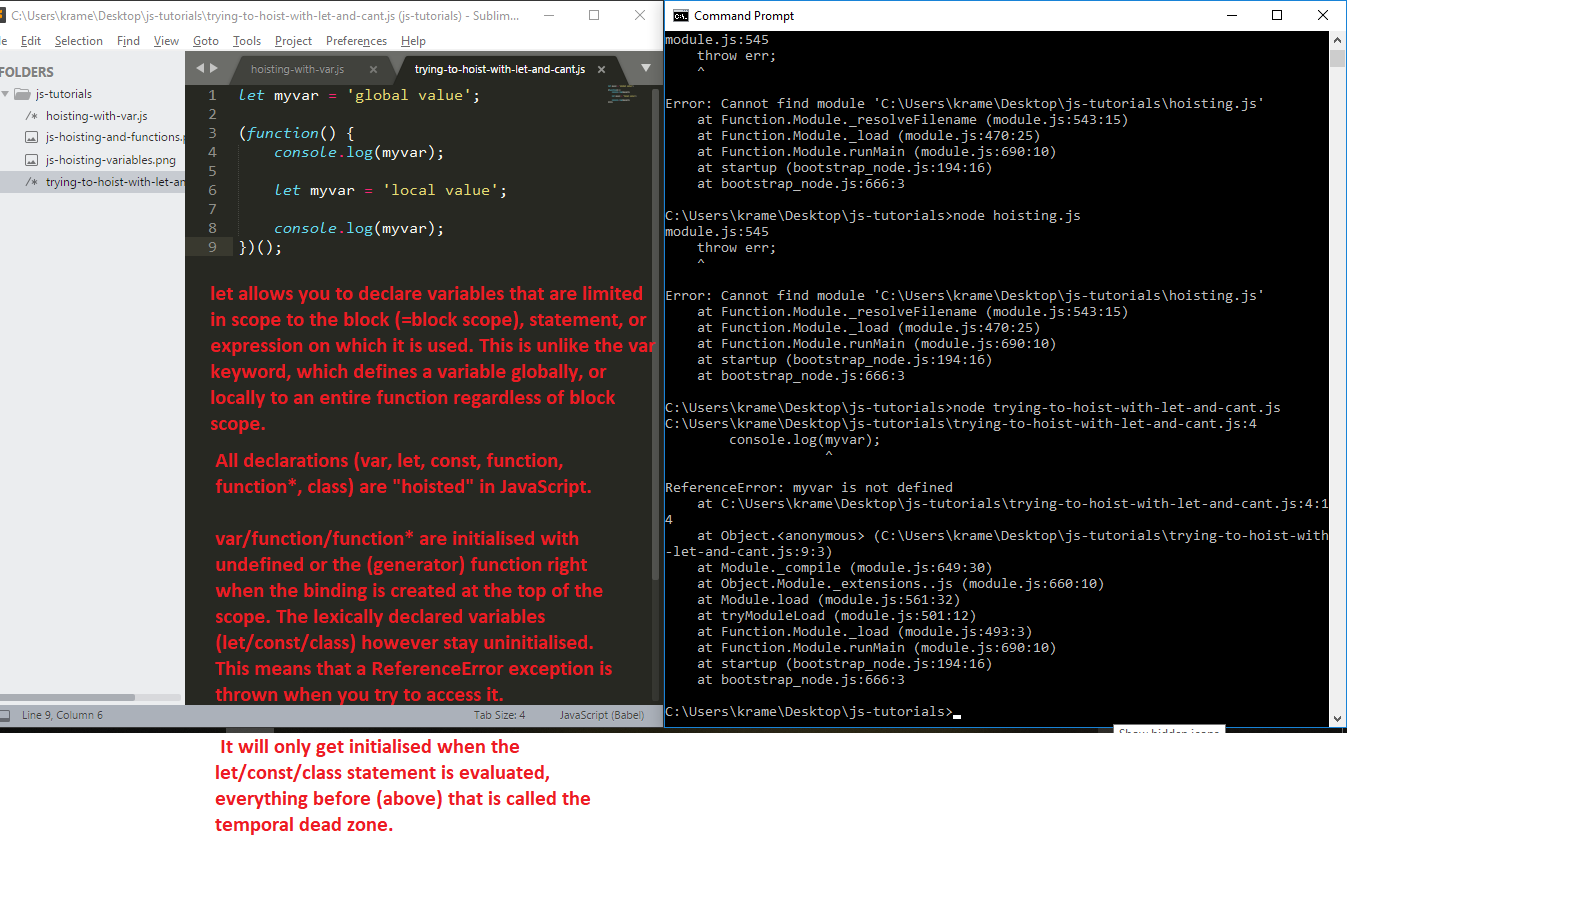 C:\Users\krame\Desktop\js-tutorials\trying-to-hoist-with-let-and-cant.js (js-tutorials) - Sublim...
le Edit Selection Find View Goto Tools Project Preferences Help
FOLDERS
js-tutorials
/* hoisting-with-var.js
js-hoisting-and-functions.p
js-hoisting-variables.png
/* trying-to-hoist-with-let-an
hoisting-with-var.js × trying-to-hoist-with-let-and-cant.js ×
1 let myvar = 'global value';
2
3 (function() {
4     console.log(myvar);
5
6     let myvar = 'local value';
7
8     console.log(myvar);
9 })();
let allows you to declare variables that are limited
in scope to the block (=block scope), statement, or
expression on which it is used. This is unlike the var
keyword, which defines a variable globally, or
locally to an entire function regardless of block
scope.
All declarations (var, let, const, function,
function*, class) are "hoisted" in JavaScript.
var/function/function* are initialised with
undefined or the (generator) function right
when the binding is created at the top of the
scope. The lexically declared variables
(let/const/class) however stay uninitialised.
This means that a ReferenceError exception is
thrown when you try to access it.
Line 9, Column 6 Tab Size: 4 JavaScript (Babel)
It will only get initialised when the
let/const/class statement is evaluated,
everything before (above) that is called the
temporal dead zone.
Command Prompt
module.js:545
    throw err;
    ^
Error: Cannot find module 'C:\Users\krame\Desktop\js-tutorials\hoisting.js'
    at Function.Module._resolveFilename (module.js:543:15)
    at Function.Module._load (module.js:470:25)
    at Function.Module.runMain (module.js:690:10)
    at startup (bootstrap_node.js:194:16)
    at bootstrap_node.js:666:3
C:\Users\krame\Desktop\js-tutorials>node hoisting.js
module.js:545
    throw err;
    ^
Error: Cannot find module 'C:\Users\krame\Desktop\js-tutorials\hoisting.js'
    at Function.Module._resolveFilename (module.js:543:15)
    at Function.Module._load (module.js:470:25)
    at Function.Module.runMain (module.js:690:10)
    at startup (bootstrap_node.js:194:16)
    at bootstrap_node.js:666:3
C:\Users\krame\Desktop\js-tutorials>node trying-to-hoist-with-let-and-cant.js
C:\Users\krame\Desktop\js-tutorials\trying-to-hoist-with-let-and-cant.js:4
        console.log(myvar);
                    ^
ReferenceError: myvar is not defined
    at C:\Users\krame\Desktop\js-tutorials\trying-to-hoist-with-let-and-cant.js:4:1
4
    at Object.<anonymous> (C:\Users\krame\Desktop\js-tutorials\trying-to-hoist-with
-let-and-cant.js:9:3)
    at Module._compile (module.js:649:30)
    at Object.Module._extensions..js (module.js:660:10)
    at Module.load (module.js:561:32)
    at tryModuleLoad (module.js:501:12)
    at Function.Module._load (module.js:493:3)
    at Function.Module.runMain (module.js:690:10)
    at startup (bootstrap_node.js:194:16)
    at bootstrap_node.js:666:3
C:\Users\krame\Desktop\js-tutorials>
Show hidden icons